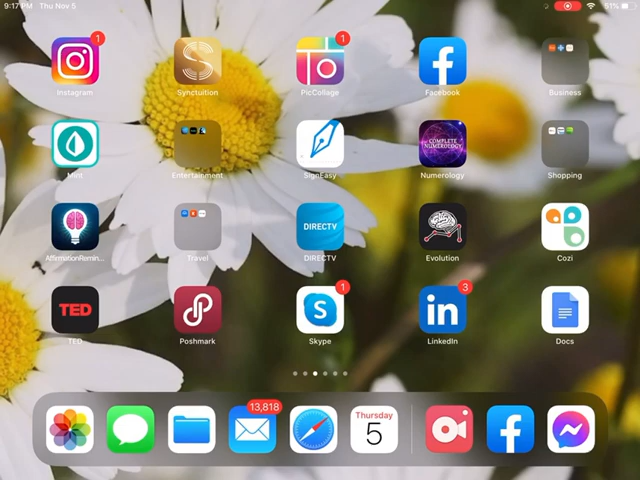 9:17 PM Thu Nov 5
51%
1
1
Instagram
Synctuition
PicCollage
Facebook
Business
COMPLETE NUMEROLOGY
Mint
Entertainment
SignEasy
Numerology
Shopping
DIRECTV
AffirmationRemin...
Travel
DIRECTV
Evolution
Cozi
1
3
TED
in
TED
Poshmark
Skype
LinkedIn
Docs
13,818
Thursday
5